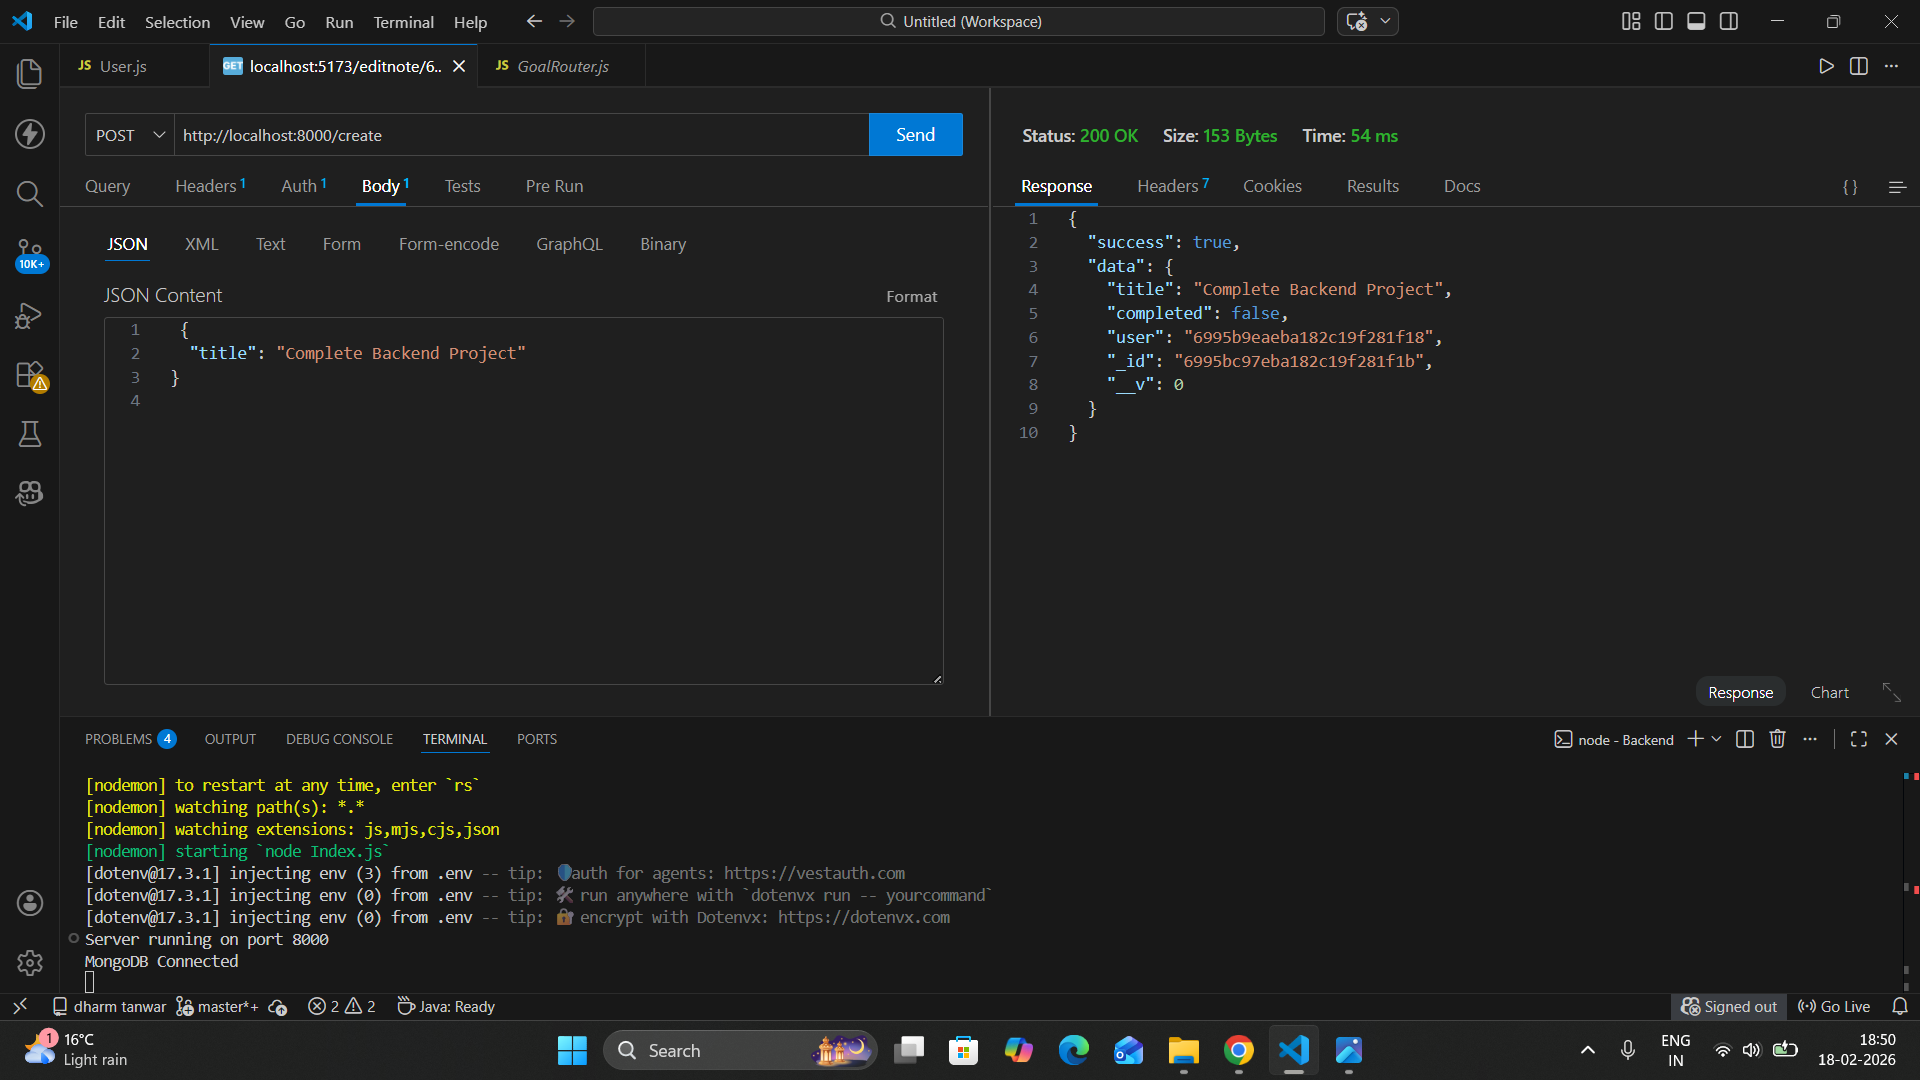 File Edit Selection View Go Run Terminal Help
Untitled (Workspace)
JS User.js
GET localhost:5173/editnote/6..
JS GoalRouter.js
POST http://localhost:8000/create Send
Status: 200 OK Size: 153 Bytes Time: 54 ms
Query Headers 1 Auth 1 Body 1 Tests Pre Run
Response Headers 7 Cookies Results Docs
{ }
JSON XML Text Form Form-encode GraphQL Binary
JSON Content Format
1 {
2 "title": "Complete Backend Project"
3 }
4
1 {
2 "success": true,
3 "data": {
4 "title": "Complete Backend Project",
5 "completed": false,
6 "user": "6995b9eaeba182c19f281f18",
7 "_id": "6995bc97eba182c19f281f1b",
8 "__v": 0
9 }
10 }
10K+
Response Chart
PROBLEMS 4 OUTPUT DEBUG CONSOLE TERMINAL PORTS
node - Backend
[nodemon] to restart at any time, enter `rs`
[nodemon] watching path(s): *.*
[nodemon] watching extensions: js,mjs,cjs,json
[nodemon] starting `node Index.js`
[dotenv@17.3.1] injecting env (3) from .env -- tip: 🛡️auth for agents: https://vestauth.com
[dotenv@17.3.1] injecting env (0) from .env -- tip: 🛠️ run anywhere with `dotenvx run -- yourcommand`
[dotenv@17.3.1] injecting env (0) from .env -- tip: 🔐 encrypt with Dotenvx: https://dotenvx.com
Server running on port 8000
MongoDB Connected
dharm tanwar master*+ 2 2 Java: Ready
Signed out Go Live
1
16°C
Light rain
Search
ENG
IN
18:50
18-02-2026